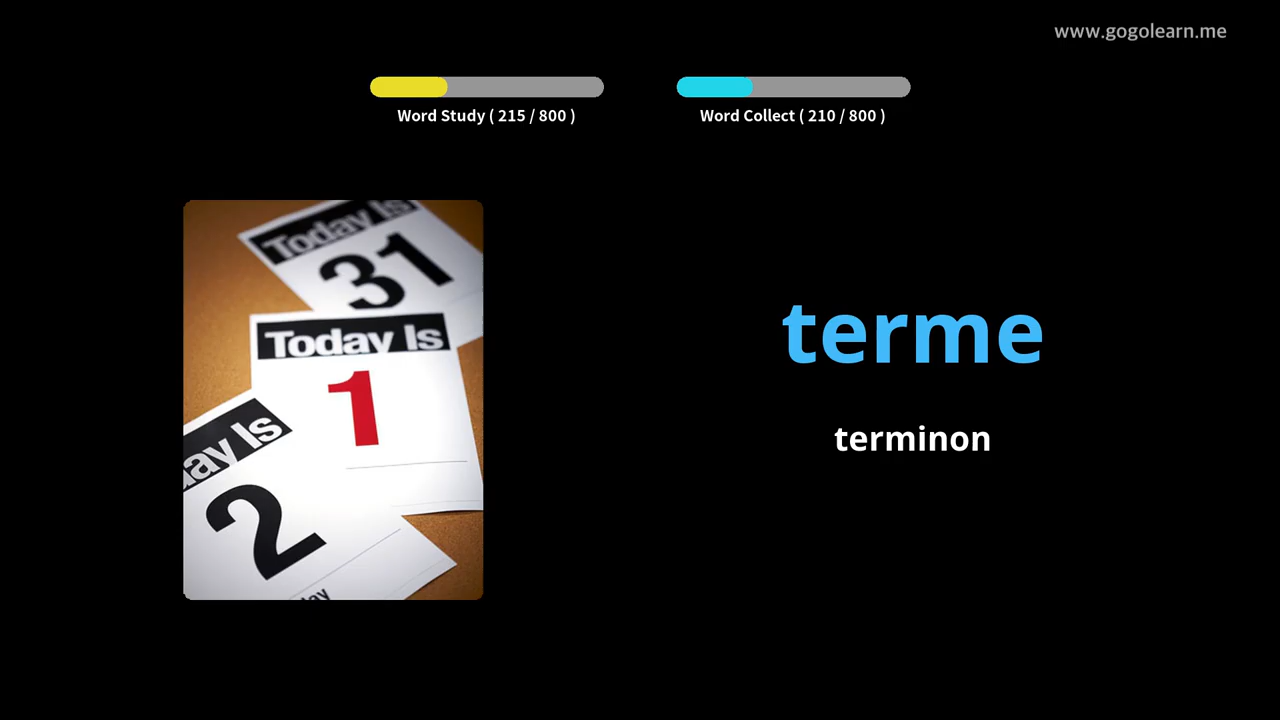 www.gogolearn.me
Word Study ( 215 / 800 )
Word Collect ( 210 / 800 )
Today Is
31
Today Is
1
day Is
2
terme
terminon